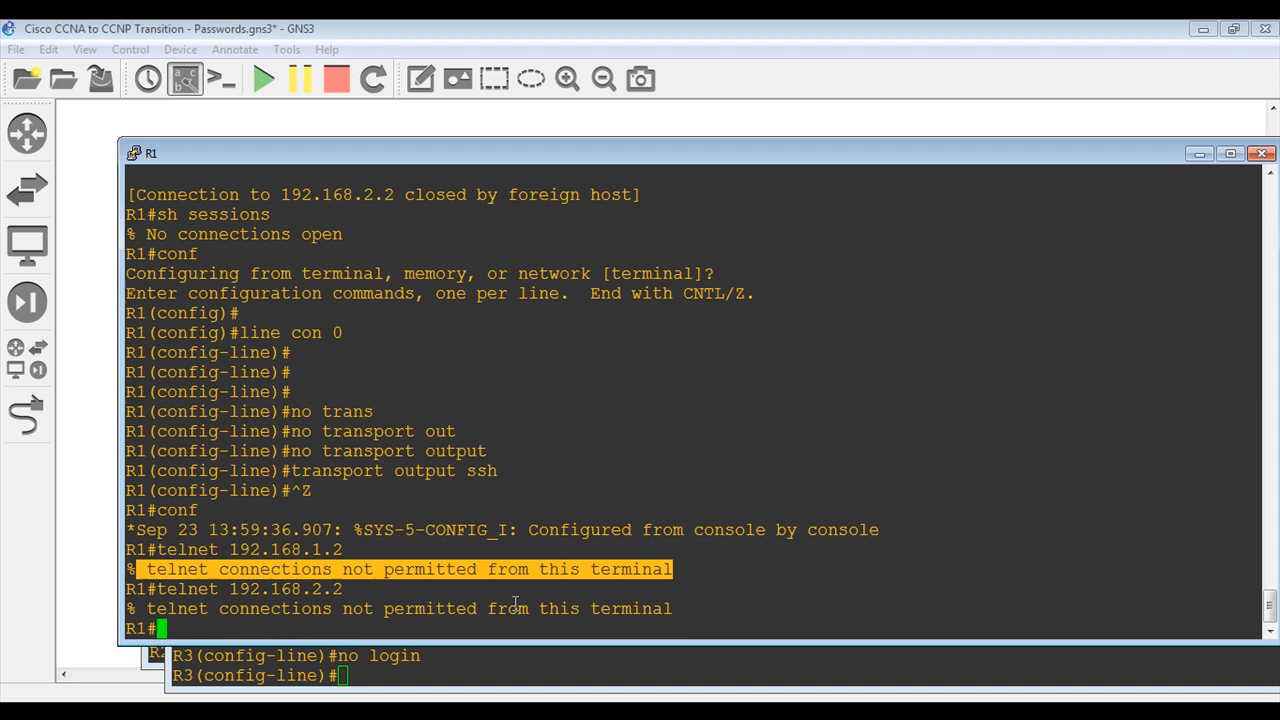 Cisco CCNA to CCNP Transition - Passwords.gns3* - GNS3
File Edit View Control Device Annotate Tools Help
R1
[Connection to 192.168.2.2 closed by foreign host]
R1#sh sessions
% No connections open
R1#conf
Configuring from terminal, memory, or network [terminal]?
Enter configuration commands, one per line.  End with CNTL/Z.
R1(config)#
R1(config)#line con 0
R1(config-line)#
R1(config-line)#
R1(config-line)#
R1(config-line)#no trans
R1(config-line)#no transport out
R1(config-line)#no transport output
R1(config-line)#transport output ssh
R1(config-line)#^Z
R1#conf
*Sep 23 13:59:36.907: %SYS-5-CONFIG_I: Configured from console by console
R1#telnet 192.168.1.2
% telnet connections not permitted from this terminal
R1#telnet 192.168.2.2
% telnet connections not permitted from this terminal
R1#
R3(config-line)#no login
R3(config-line)#